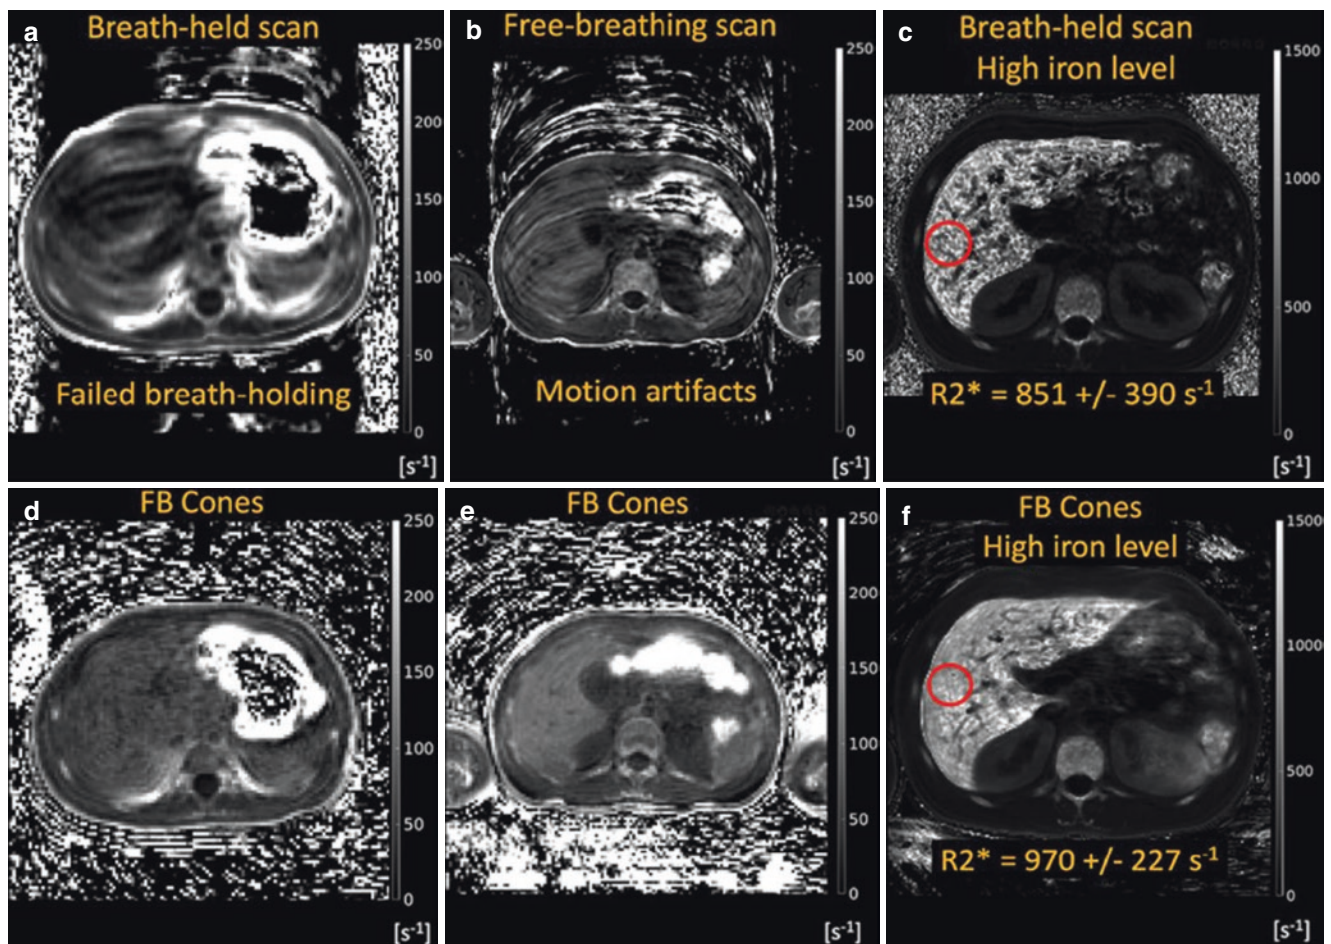 a
Breath-held scan
250
200
150
100
50
0
Failed breath-holding
[s-1]
b
Free-breathing scan
250
200
150
100
50
0
Motion artifacts
[s-1]
c
Breath-held scan
High iron level
1500
1000
500
0
R2* = 851 +/- 390 s-1
[s-1]
d
FB Cones
250
200
150
100
50
0
[s-1]
e
FB Cones
250
200
150
100
50
0
[s-1]
f
FB Cones
High iron level
1500
1000
500
0
R2* = 970 +/- 227 s-1
[s-1]